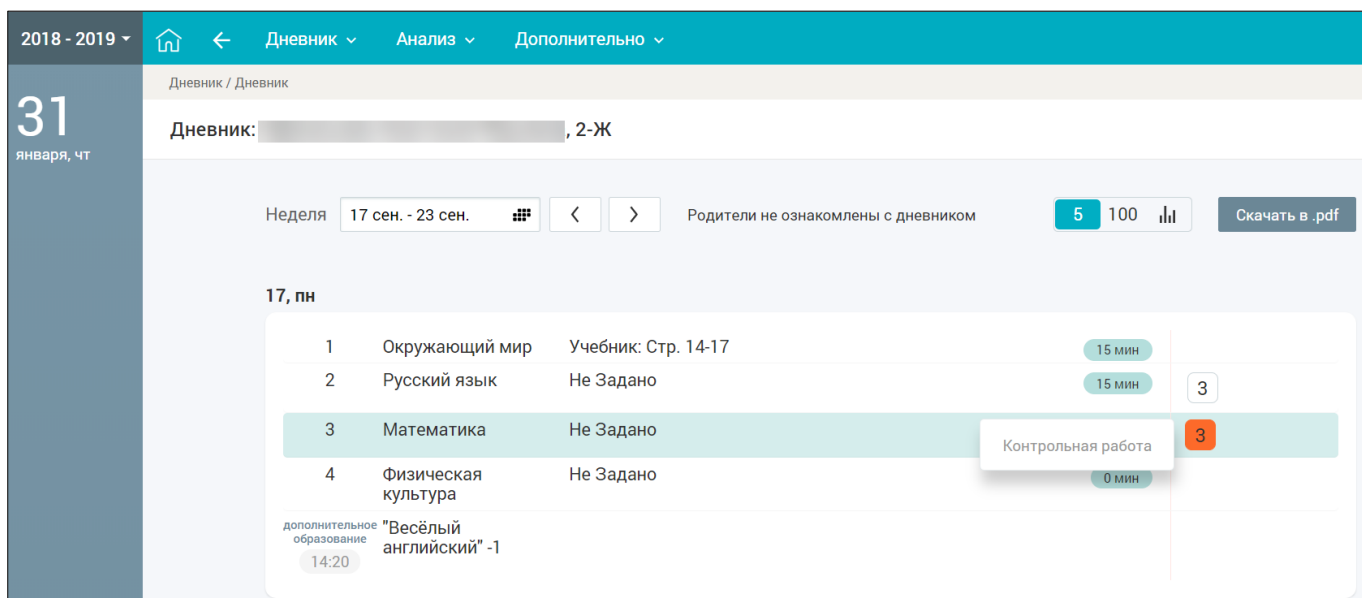 2018 - 2019 Дневник Анализ Дополнительно
Дневник / Дневник
31
января, чт
Дневник: , 2-Ж
Неделя 17 сен. - 23 сен. Родители не ознакомлены с дневником 5 100 Скачать в .pdf
17, пн
1 Окружающий мир Учебник: Стр. 14-17 15 мин
2 Русский язык Не Задано 15 мин 3
3 Математика Не Задано Контрольная работа 3
4 Физическая культура Не Задано 0 мин
дополнительное образование "Весёлый английский" -1
14:20